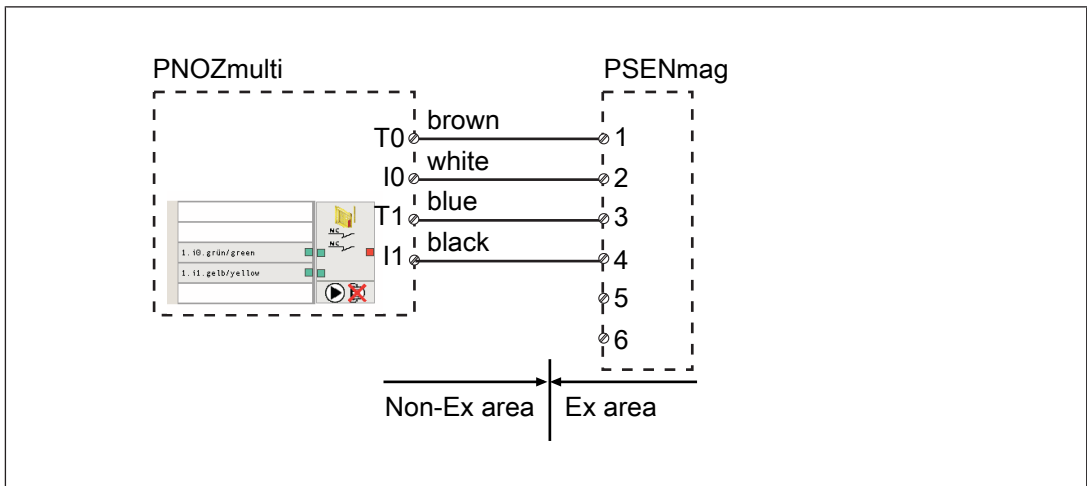 PNOZmulti
PSENmag
T0 brown 1
I0 white 2
T1 blue 3
I1 black 4
5
6
NC
NC
1.i0.grün/green
1.i1.gelb/yellow
Non-Ex area Ex area